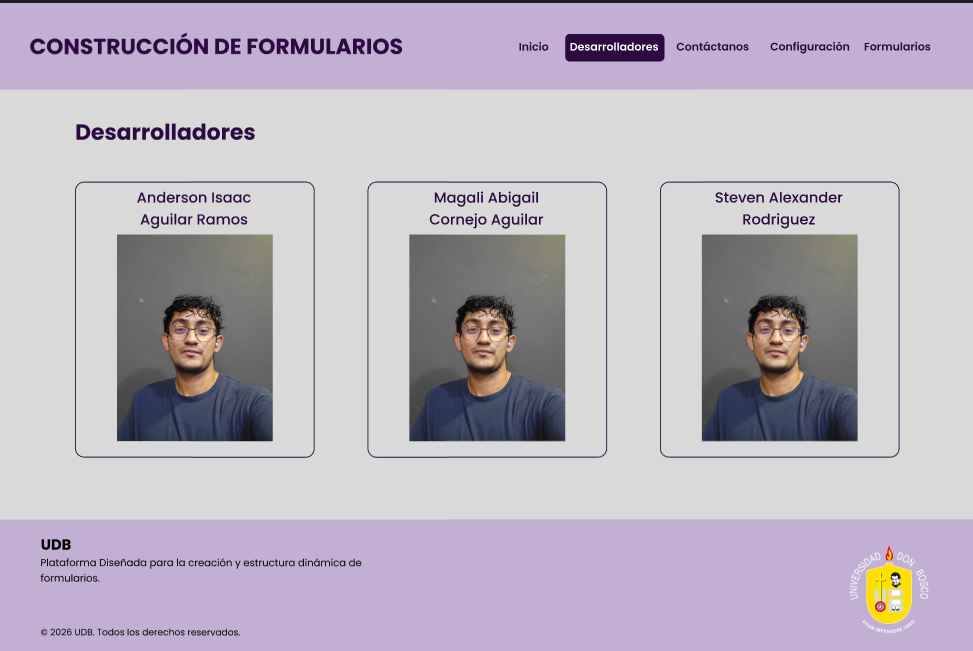 CONSTRUCCIÓN DE FORMULARIOS
Inicio Desarrolladores Contáctanos Configuración Formularios
Desarrolladores
Anderson Isaac
Aguilar Ramos
Magali Abigail
Cornejo Aguilar
Steven Alexander
Rodriguez
UDB
Plataforma Diseñada para la creación y estructura dinámica de
formularios.
UNIVERSIDAD DON BOSCO
© 2026 UDB. Todos los derechos reservados.